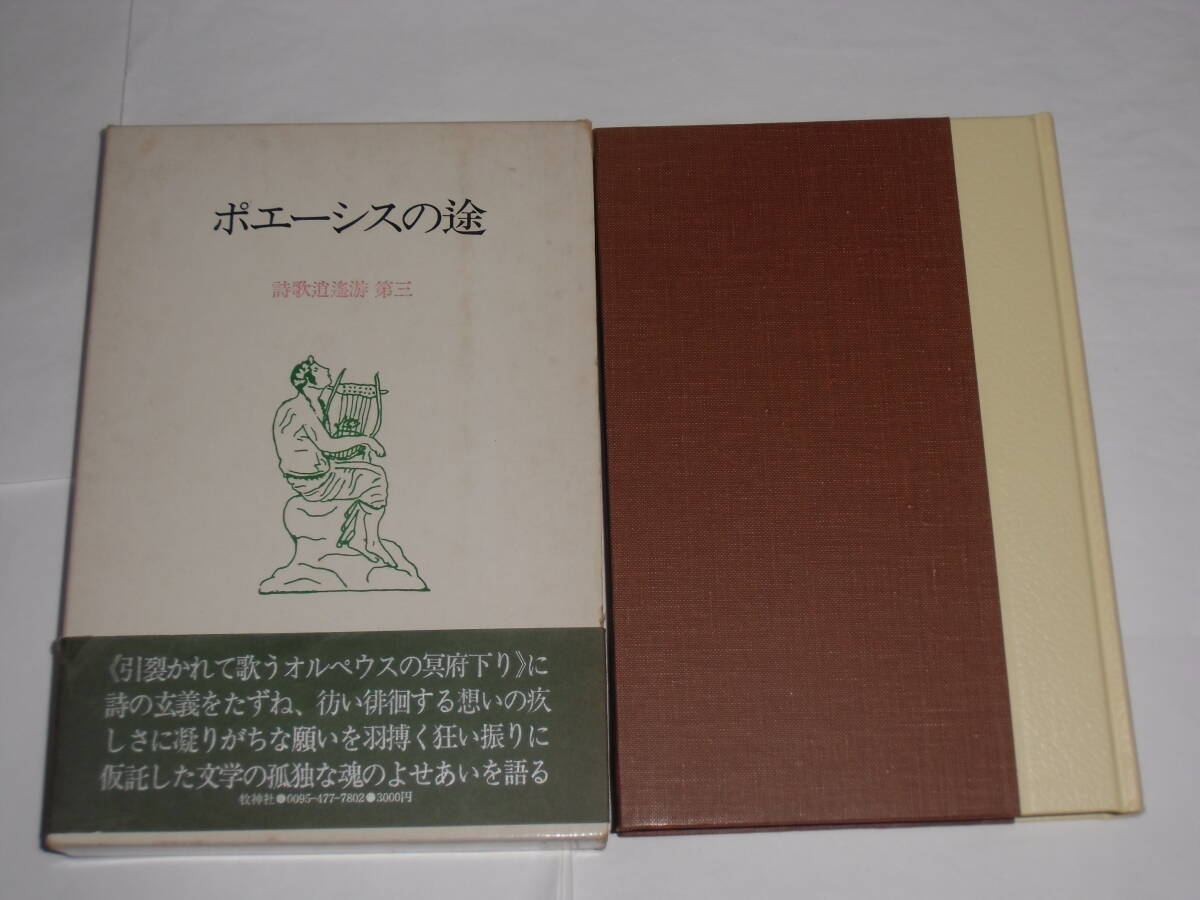 ポエーシスの途
詩歌逍遙游 第三
《引裂かれて歌うオルペウスの冥府下り》に
詩の玄義をたずね、彷い徘徊する想いの疚
しさに凝りがちな願いを羽搏く狂い振りに
仮託した文学の孤独な魂のよせあいを語る
牧神社●0095-477-7802●3000円